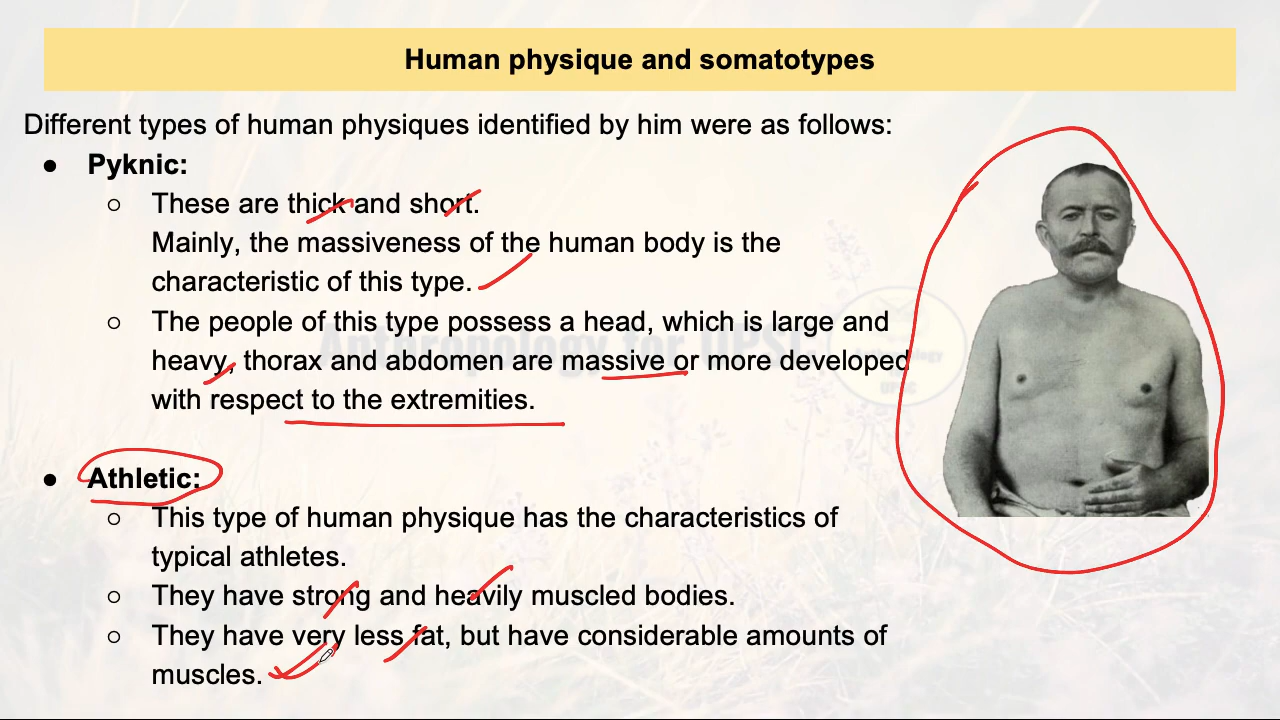 Human physique and somatotypes
Different types of human physiques identified by him were as follows:
● Pyknic:
○ These are thick and short.
Mainly, the massiveness of the human body is the
characteristic of this type.
○ The people of this type possess a head, which is large and
heavy, thorax and abdomen are massive or more developed
with respect to the extremities.
Anthropology for UPSC
● Athletic:
○ This type of human physique has the characteristics of
typical athletes.
○ They have strong and heavily muscled bodies.
○ They have very less fat, but have considerable amounts of
muscles.